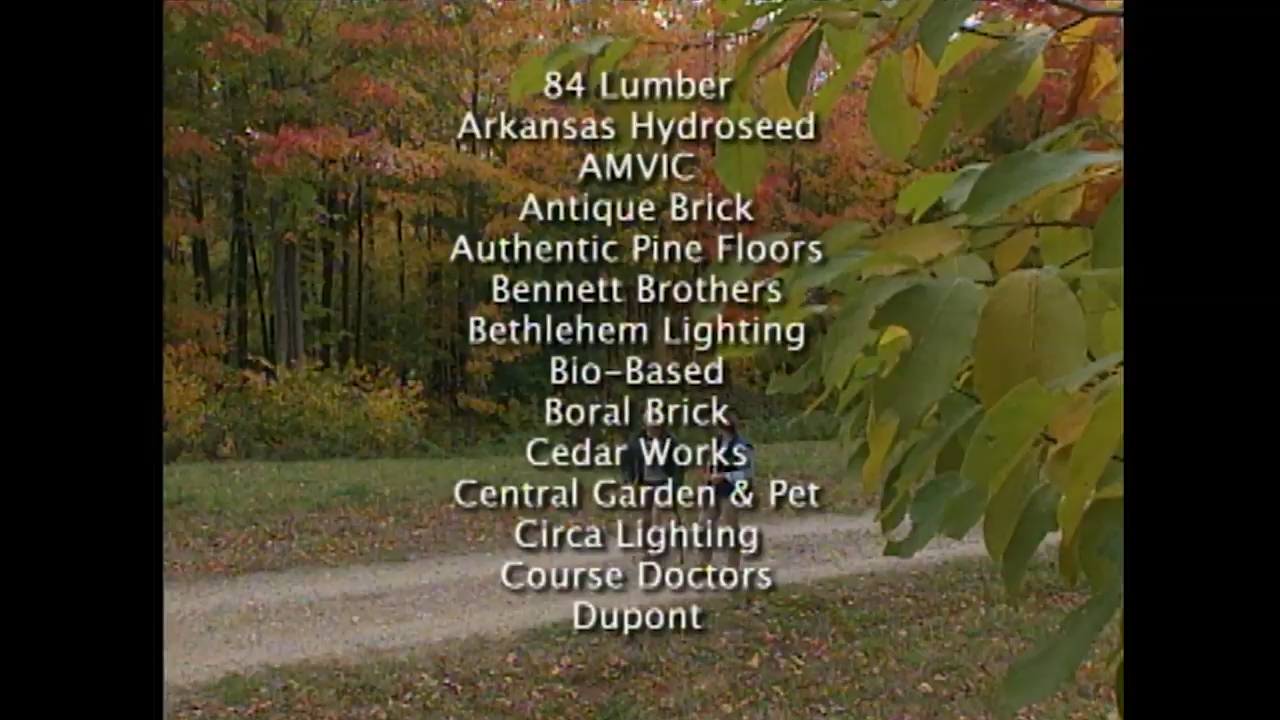 84 Lumber
Arkansas Hydroseed
AMVIC
Antique Brick
Authentic Pine Floors
Bennett Brothers
Bethlehem Lighting
Bio-Based
Boral Brick
Cedar Works
Central Garden & Pet
Circa Lighting
Course Doctors
Dupont